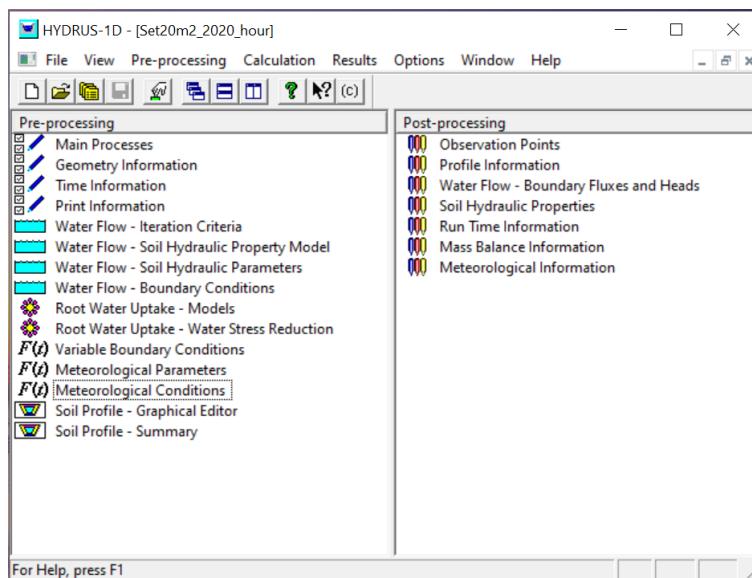 HYDRUS-1D - [Set20m2_2020_hour]
File View Pre-processing Calculation Results Options Window Help
? ? (c)
Pre-processing
Main Processes
Geometry Information
Time Information
Print Information
Water Flow - Iteration Criteria
Water Flow - Soil Hydraulic Property Model
Water Flow - Soil Hydraulic Parameters
Water Flow - Boundary Conditions
Root Water Uptake - Models
Root Water Uptake - Water Stress Reduction
F(t) Variable Boundary Conditions
F(t) Meteorological Parameters
F(t) Meteorological Conditions
Soil Profile - Graphical Editor
Soil Profile - Summary
Post-processing
Observation Points
Profile Information
Water Flow - Boundary Fluxes and Heads
Soil Hydraulic Properties
Run Time Information
Mass Balance Information
Meteorological Information
For Help, press F1